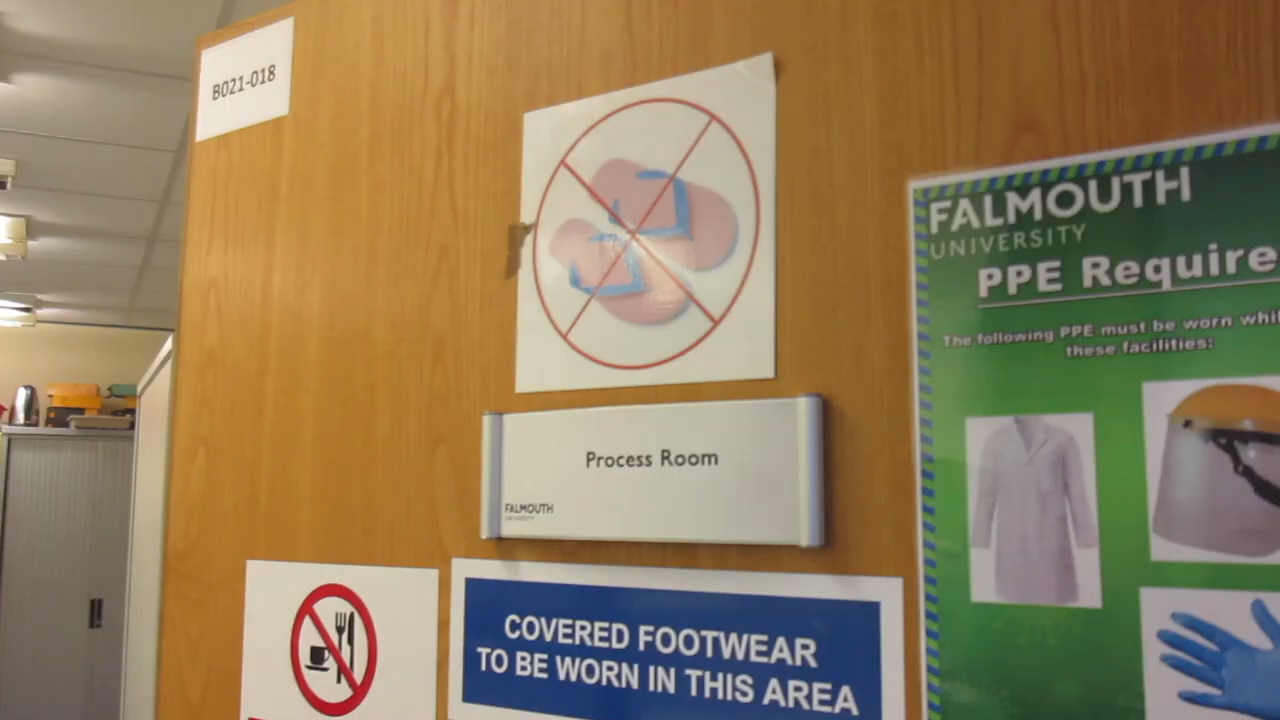 B021-018
FALMOUTH
UNIVERSITY
PPE Require
The following PPE must be worn whil
these facilities:
Process Room
FALMOUTH
UNIVERSITY
COVERED FOOTWEAR
TO BE WORN IN THIS AREA